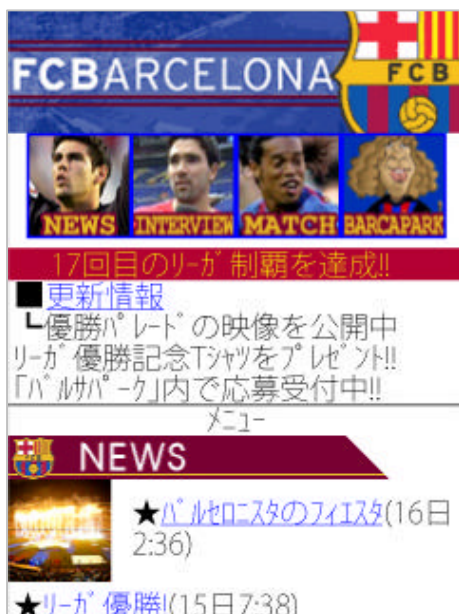 FCBARCELONA
FCB
NEWS INTERVIEW MATCH BARCAPARK
17回目のリーガ制覇を達成!!
■更新情報
┗優勝パレードの映像を公開中
リーガ優勝記念Tシャツをプレゼント!!
「バルサパーク」内で応募受付中!!
メニュー
NEWS
★バルセロニスタのフィエスタ(16日
2:36)
★リーガ優勝!(15日7:38)